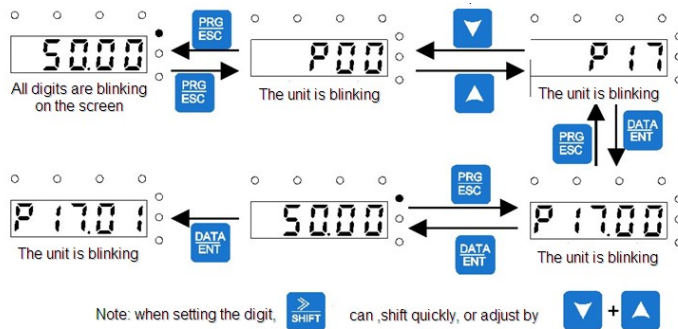 PRG
ESC
50.00
P00
P17
All digits are blinking
on the screen
PRG
ESC
The unit is blinking
The unit is blinking
PRG
ESC
DATA
ENT
PRG
ESC
P17.01
50.00
P17.00
The unit is blinking
DATA
ENT
DATA
ENT
The unit is blinking
Note: when setting the digit, SHIFT can ,shift quickly, or adjust by +